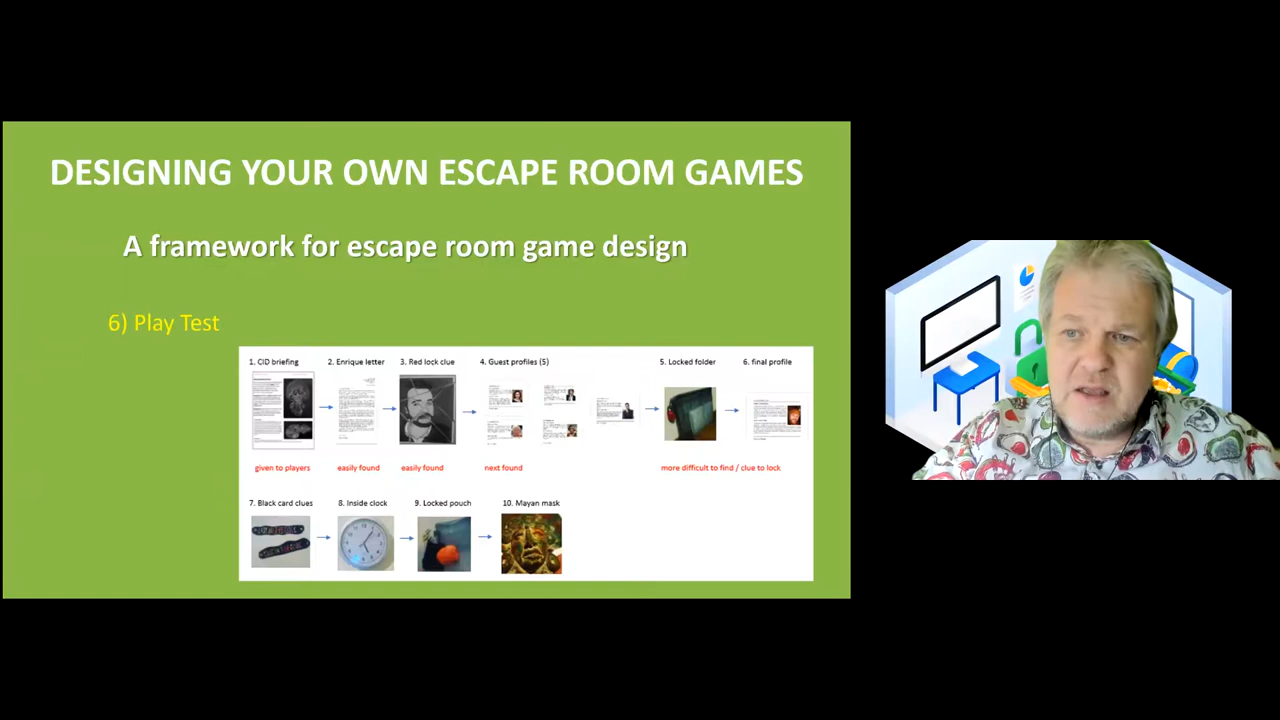 DESIGNING YOUR OWN ESCAPE ROOM GAMES
A framework for escape room game design
6) Play Test
1. CID briefing
2. Enrique letter
3. Red lock clue
4. Guest profiles (5)
5. Locked folder
6. final profile
given to players
easily found
easily found
next found
more difficult to find / clue to lock
7. Black card clues
8. Inside clock
9. Locked pouch
10. Mayan mask